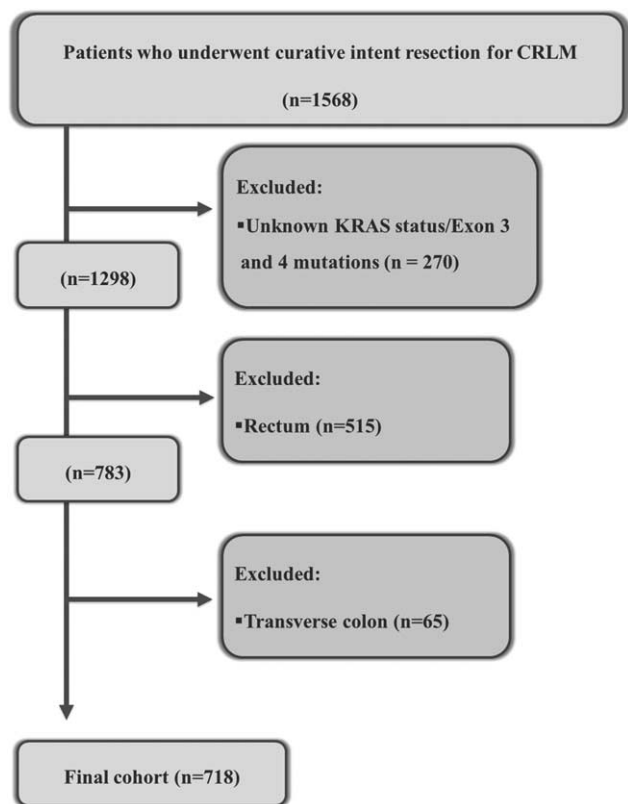 Patients who underwent curative intent resection for CRLM
(n=1568)
Excluded:
▪Unknown KRAS status/Exon 3
and 4 mutations (n = 270)
(n=1298)
Excluded:
▪Rectum (n=515)
(n=783)
Excluded:
▪Transverse colon (n=65)
Final cohort (n=718)